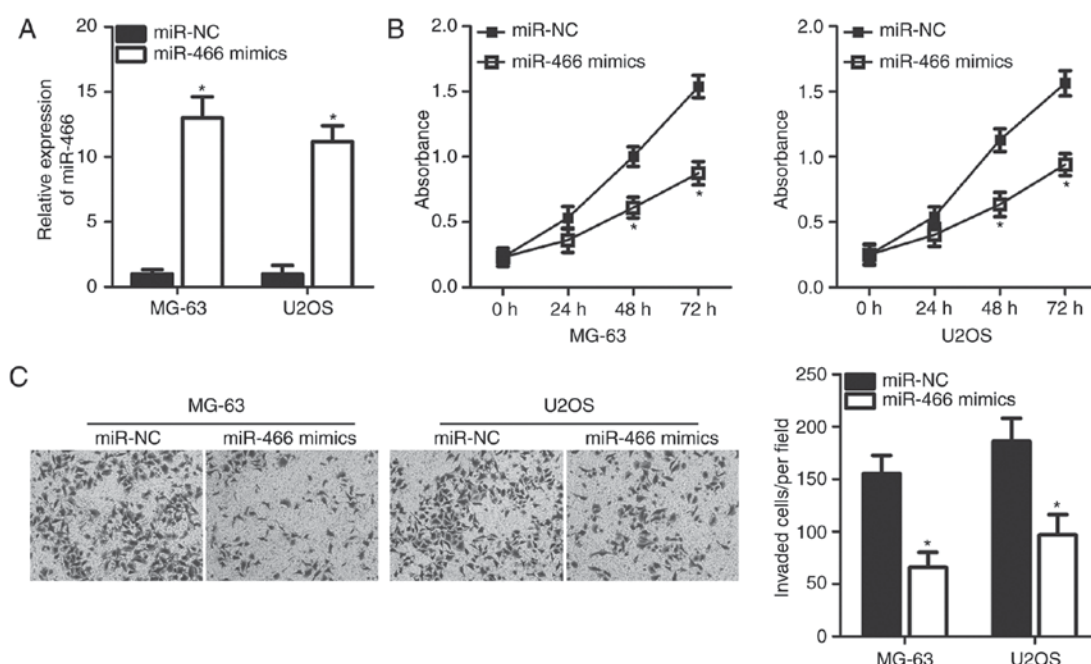 A
Relative expression
of miR-466
20
15
10
5
0
miR-NC
miR-466 mimics
*
*
MG-63
U2OS
B
Absorbance
2.0
1.5
1.0
0.5
0.0
miR-NC
miR-466 mimics
*
*
0 h
24 h
48 h
72 h
MG-63
Absorbance
2.0
1.5
1.0
0.5
0.0
miR-NC
miR-466 mimics
*
*
0 h
24 h
48 h
72 h
U2OS
C
MG-63
U2OS
miR-NC
miR-466 mimics
miR-NC
miR-466 mimics
Invaded cells/per field
250
200
150
100
50
0
miR-NC
miR-466 mimics
*
*
MG-63
U2OS